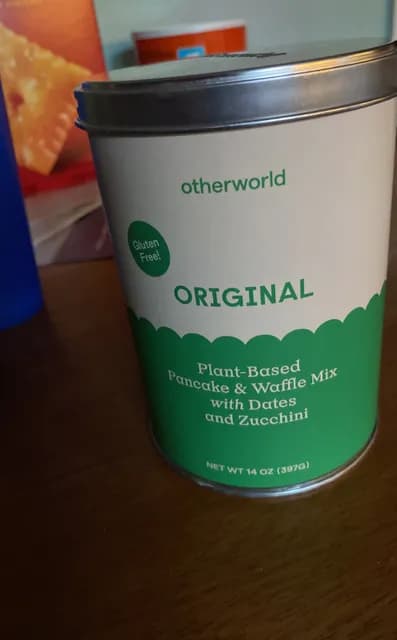 otherworld
Gluten
Free!
ORIGINAL
Plant-Based
Pancake & Waffle Mix
with Dates
and Zucchini
NET WT 14 OZ (397G)